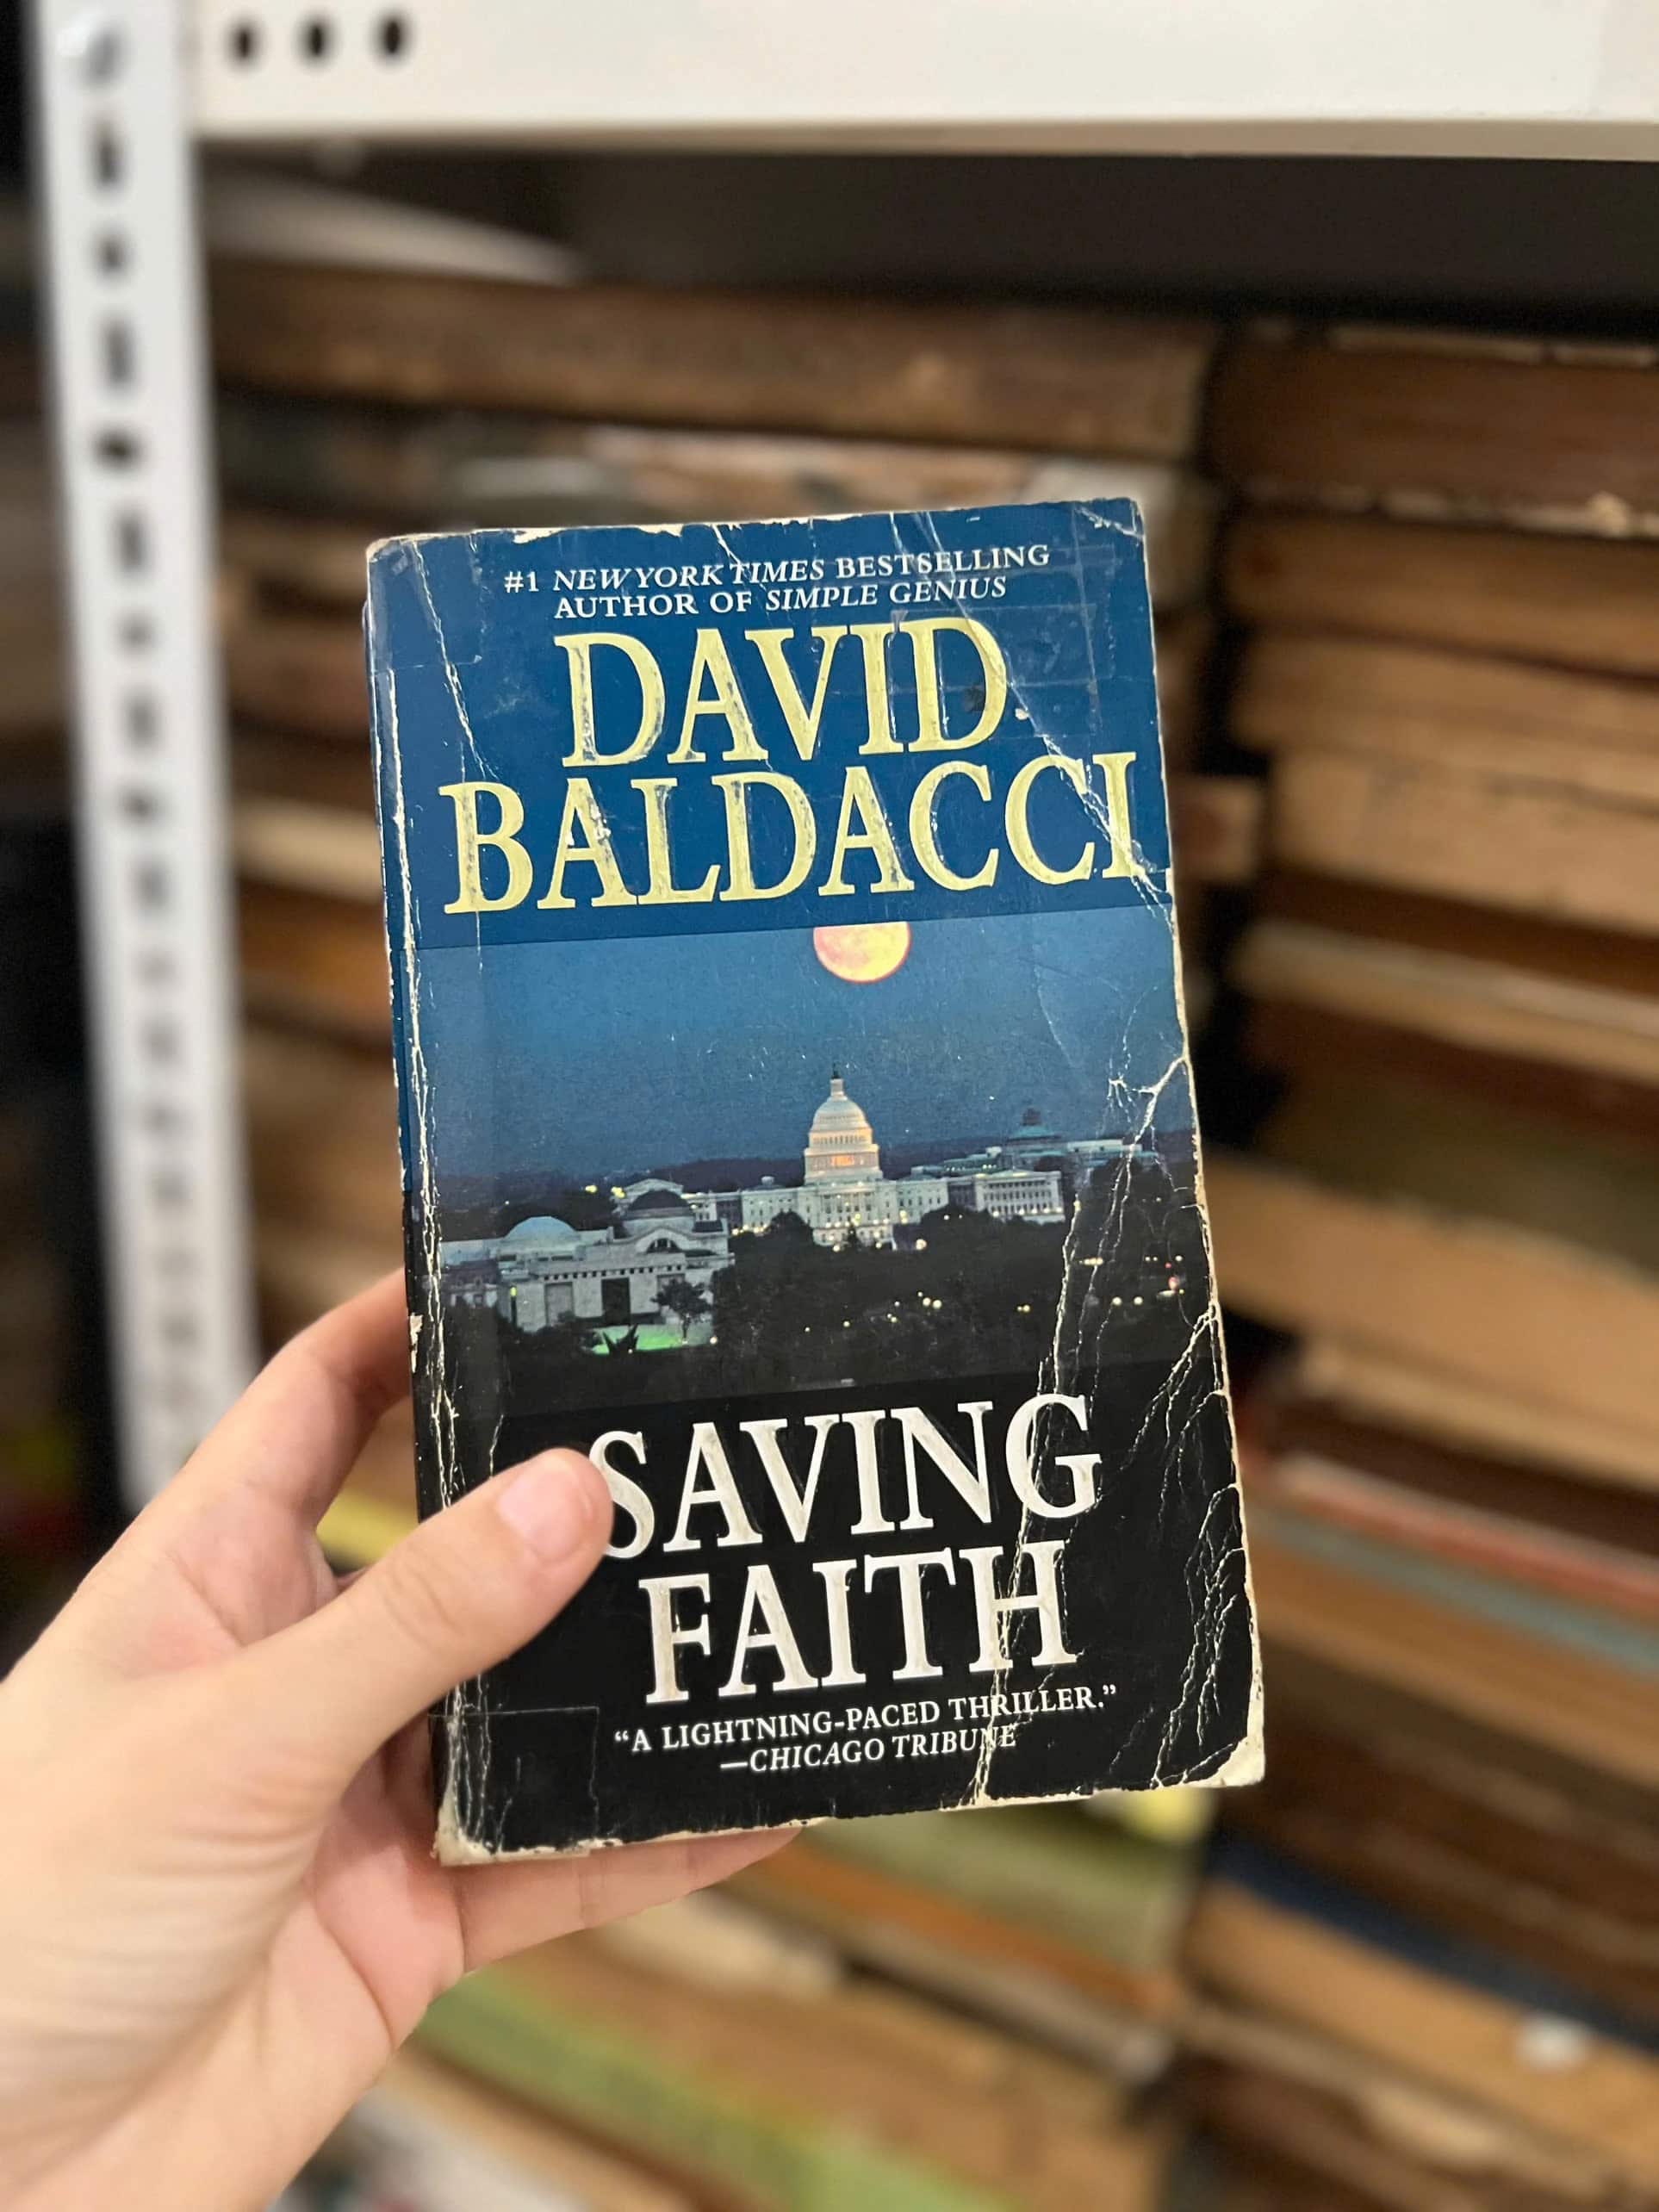 #1 NEW YORK TIMES BESTSELLING
AUTHOR OF SIMPLE GENIUS
DAVID
BALDACCI
SAVING
FAITH
“A LIGHTNING-PACED THRILLER.”
—CHICAGO TRIBUNE